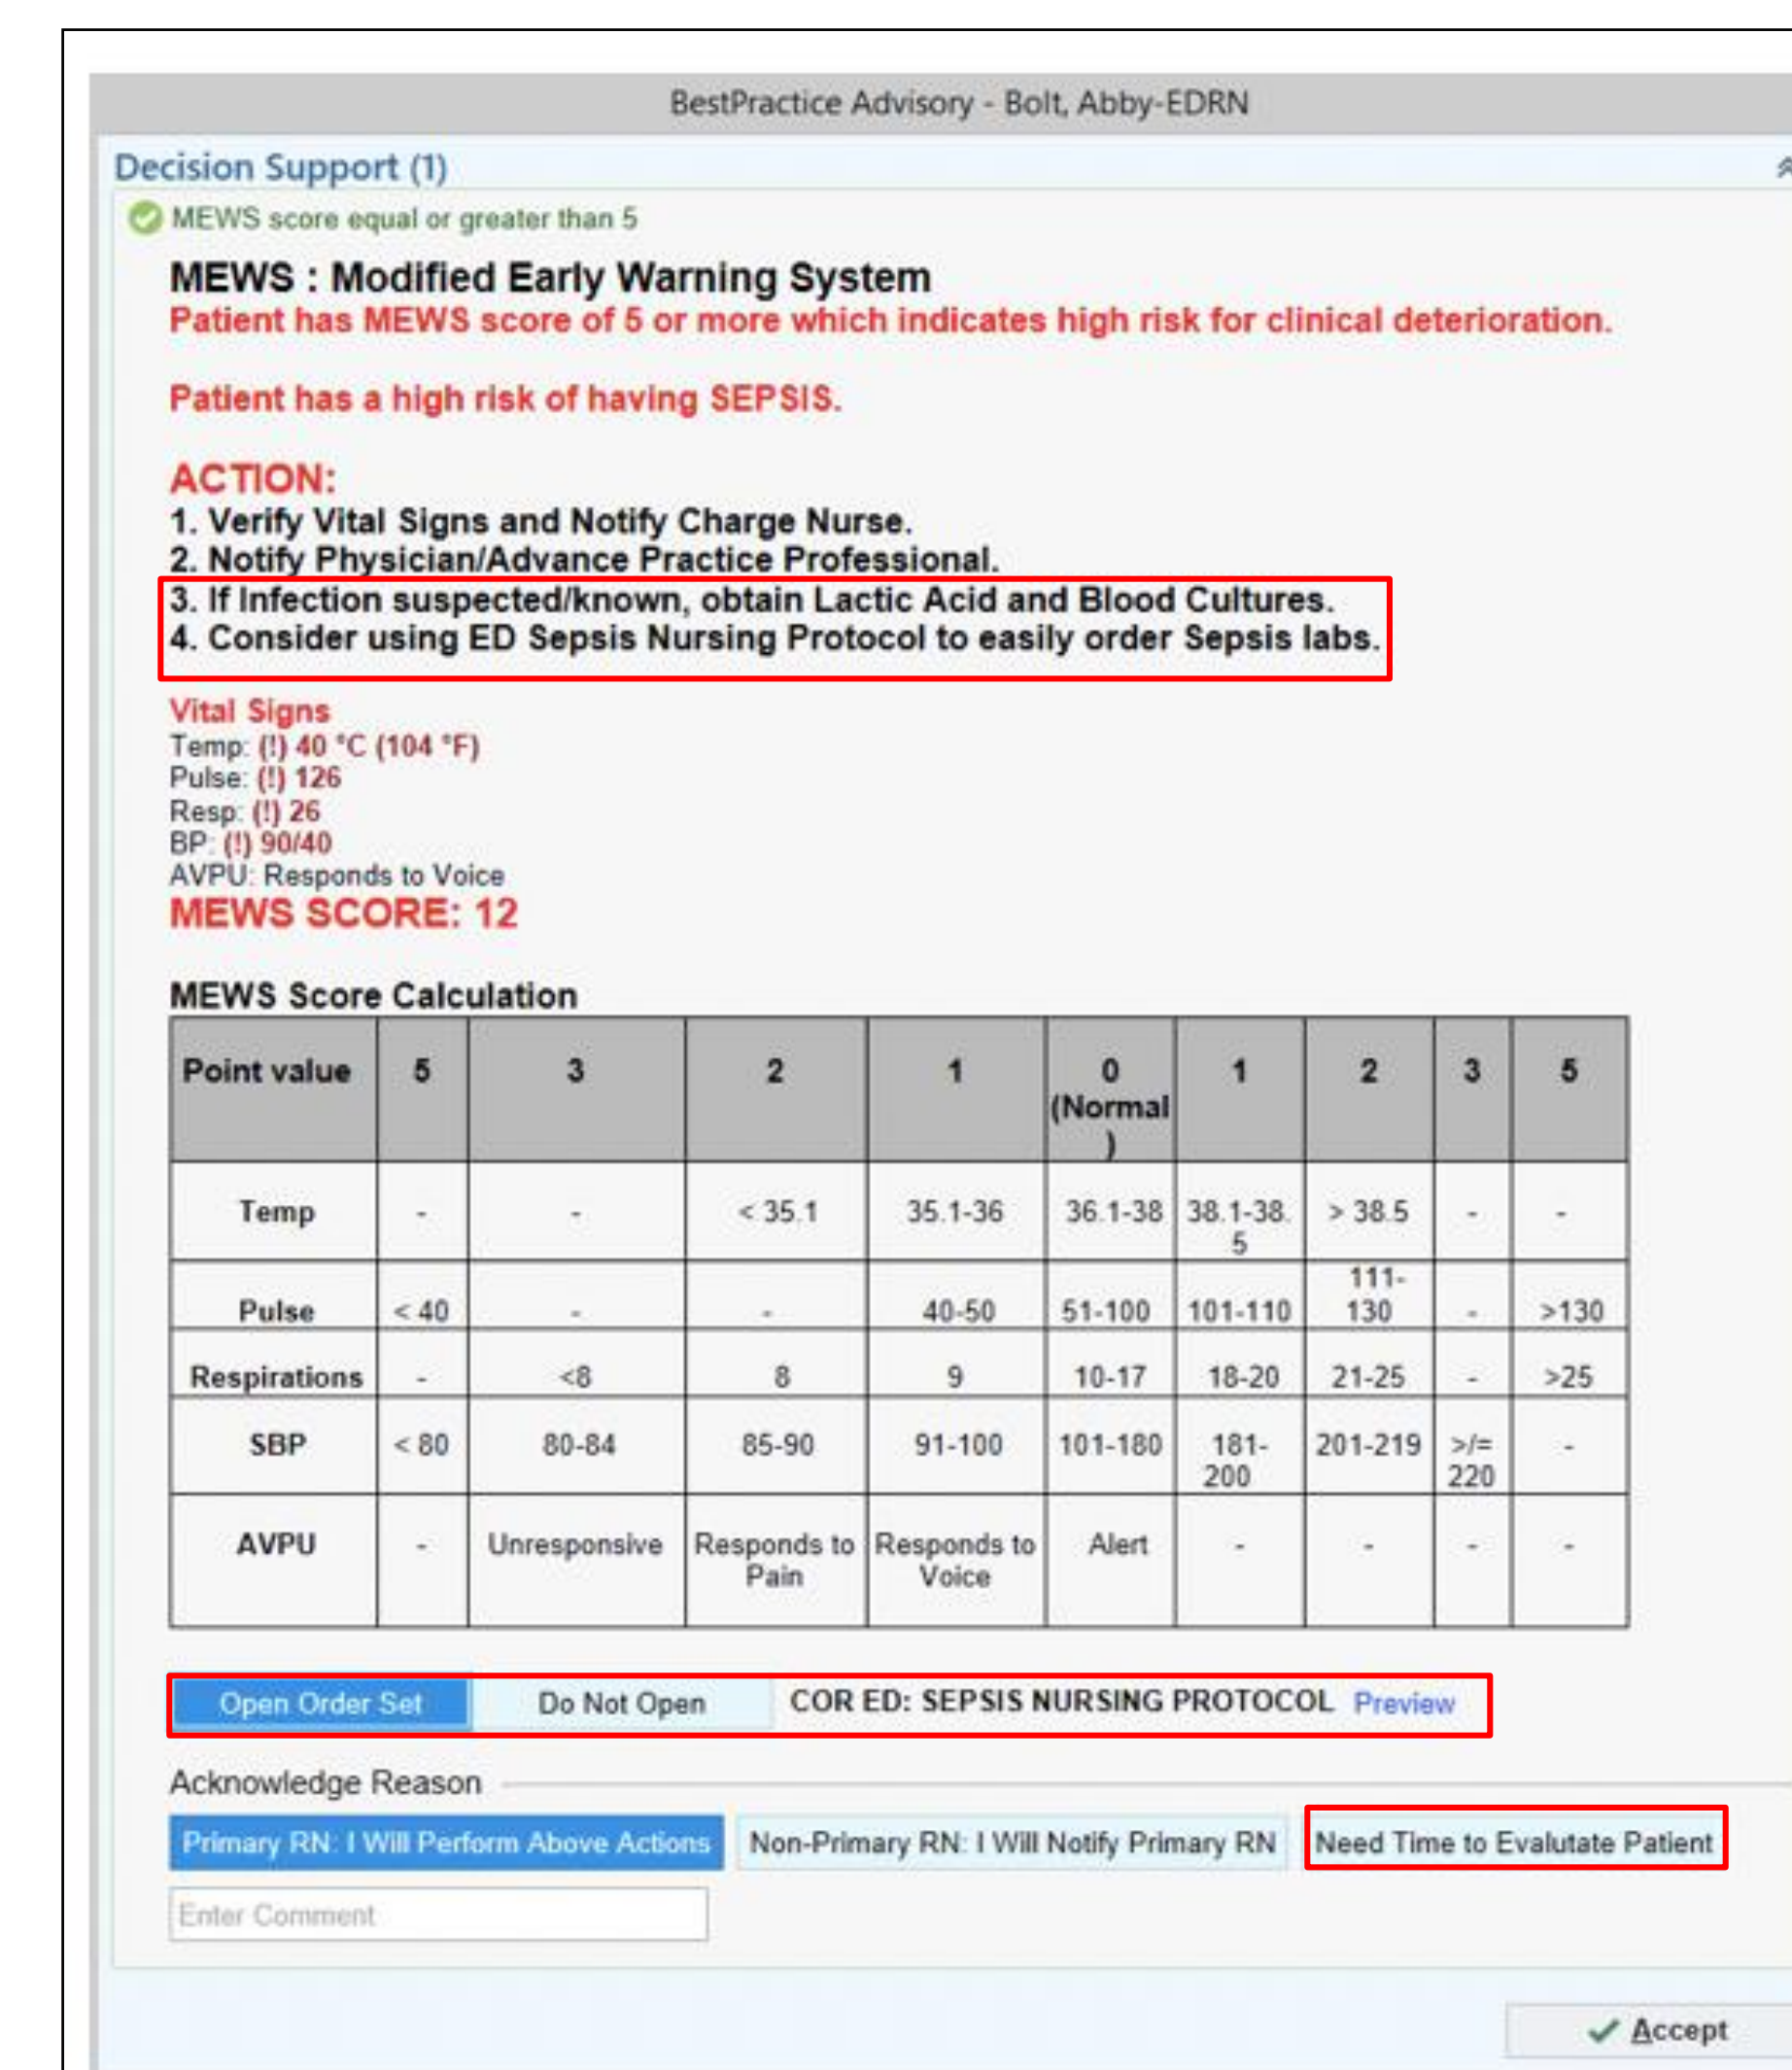 BestPractice Advisory - Bolt, Abby-EDRN
Decision Support (1)
MEWS score equal or greater than 5
MEWS : Modified Early Warning System
Patient has MEWS score of 5 or more which indicates high risk for clinical deterioration.
Patient has a high risk of having SEPSIS.
ACTION:
1. Verify Vital Signs and Notify Charge Nurse.
2. Notify Physician/Advance Practice Professional.
3. If Infection suspected/known, obtain Lactic Acid and Blood Cultures.
4. Consider using ED Sepsis Nursing Protocol to easily order Sepsis labs.
Vital Signs
Temp: (!) 40 °C (104 °F)
Pulse: (!) 126
Resp: (!) 26
BP: (!) 90/40
AVPU: Responds to Voice
MEWS SCORE: 12
MEWS Score Calculation
Point value 5 3 2 1 0 (Normal) 1 2 3 5
Temp - - < 35.1 35.1-36 36.1-38 38.1-38.5 > 38.5 - -
Pulse < 40 - - 40-50 51-100 101-110 111-130 - >130
Respirations - <8 8 9 10-17 18-20 21-25 - >25
SBP < 80 80-84 85-90 91-100 101-180 181-200 201-219 >/= 220 -
AVPU - Unresponsive Responds to Pain Responds to Voice Alert - - - -
Open Order Set Do Not Open COR ED: SEPSIS NURSING PROTOCOL Preview
Acknowledge Reason
Primary RN: I Will Perform Above Actions Non-Primary RN: I Will Notify Primary RN Need Time to Evalutate Patient
Enter Comment
Accept